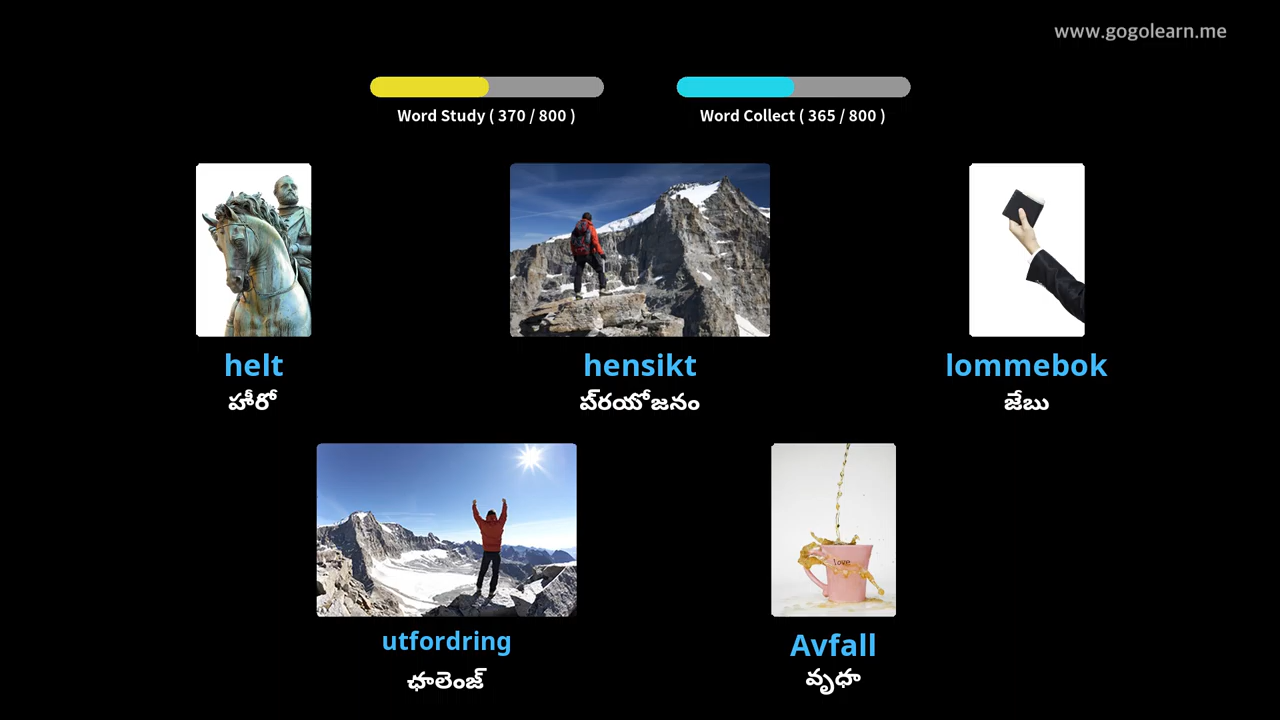 www.gogolearn.me
Word Study ( 370 / 800 )
Word Collect ( 365 / 800 )
helt
హీరో
hensikt
ప్‌రయోజనం
lommebok
జేబు
love
utfordring
ఛాలెంజ్
Avfall
వృధా